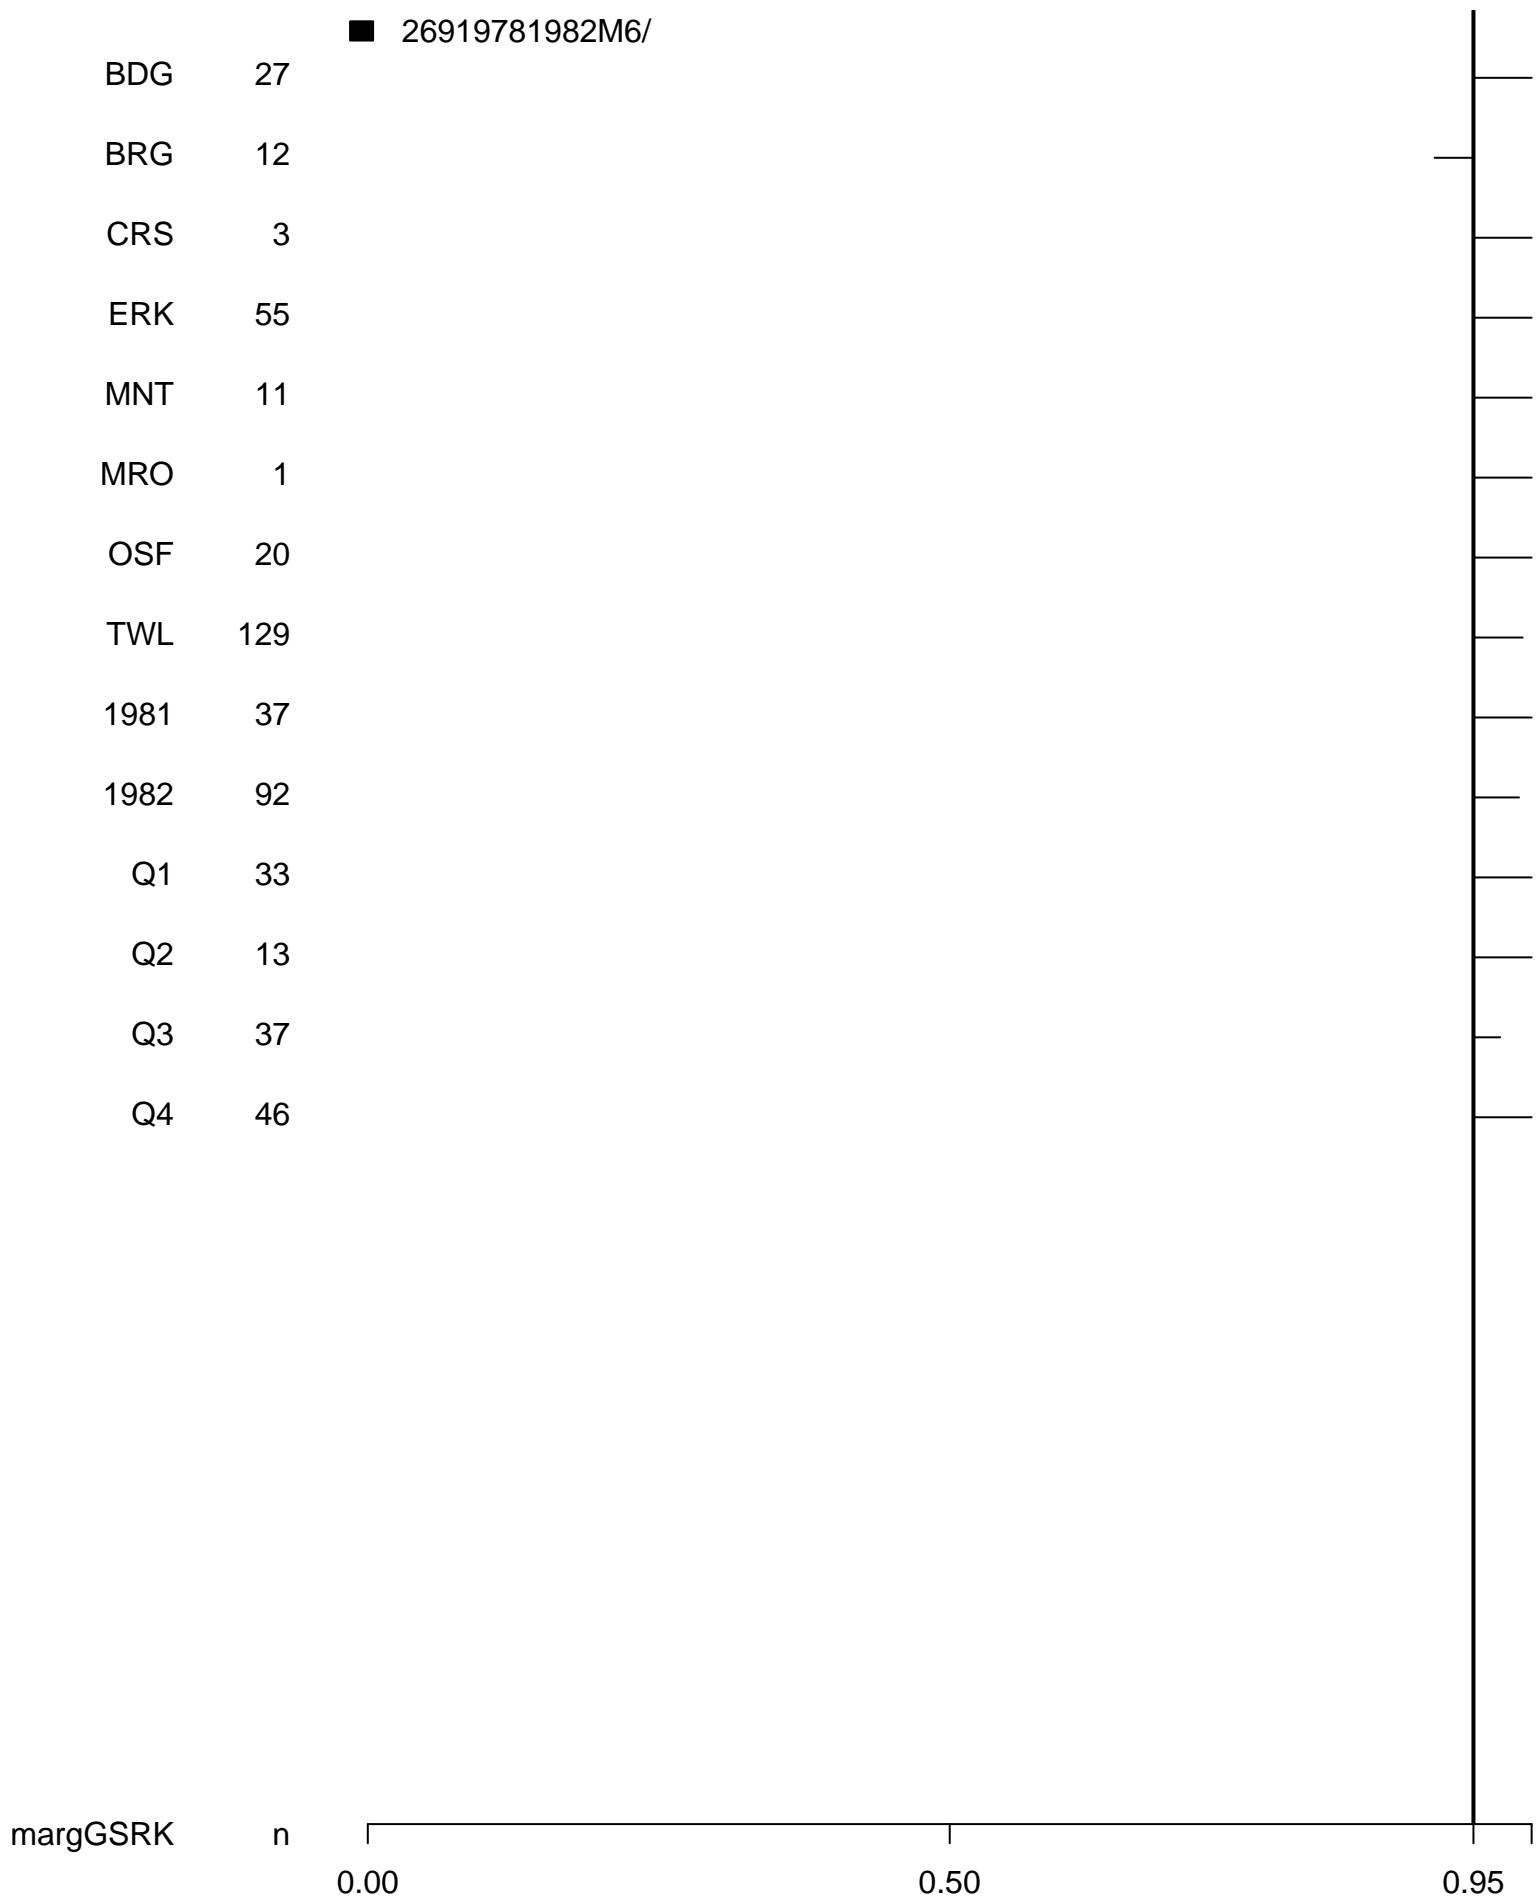 26919781982M6/
BDG 27
BRG 12
CRS 3
ERK 55
MNT 11
MRO 1
OSF 20
TWL 129
1981 37
1982 92
Q1 33
Q2 13
Q3 37
Q4 46
margGSRK n
0.00 0.50 0.95